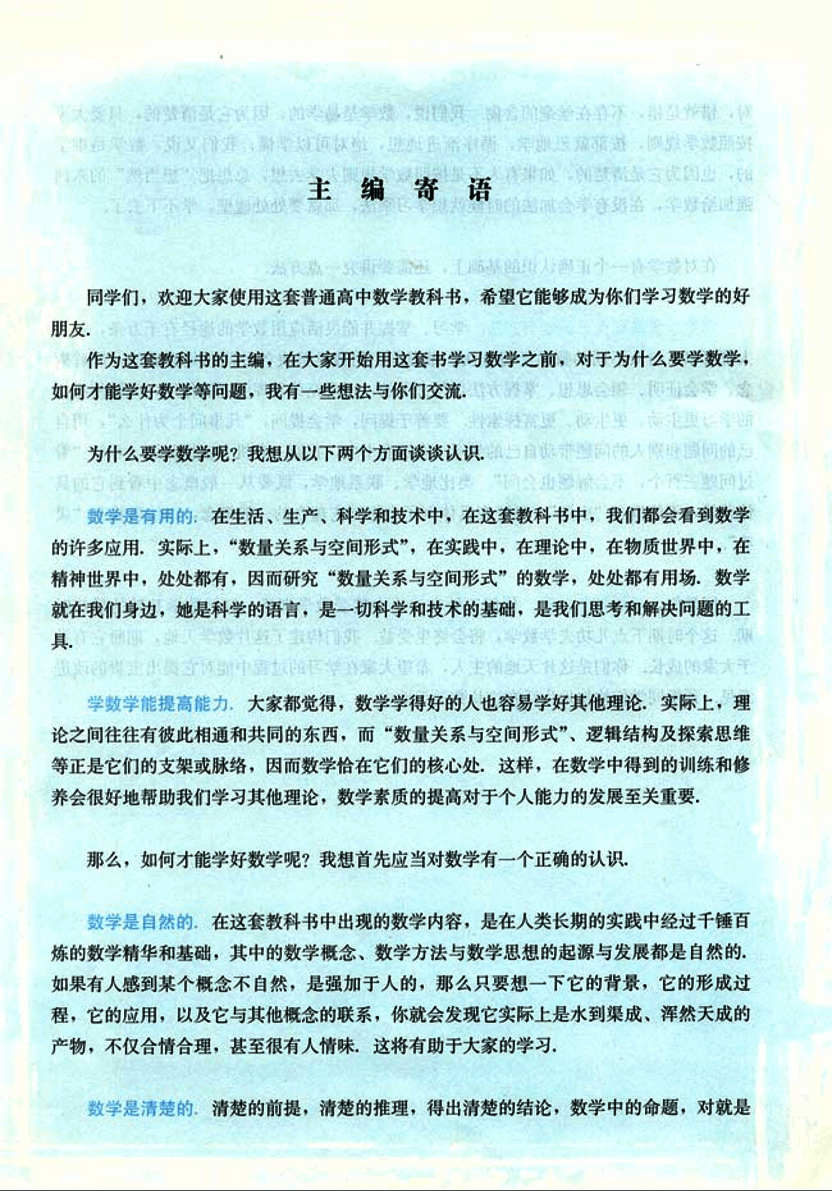 主编寄语
同学们，欢迎大家使用这套普通高中数学教科书，希望它能够成为你们学习数学的好
朋友.
作为这套教科书的主编，在大家开始用这套书学习数学之前，对于为什么要学数学，
如何才能学好数学等问题，我有一些想法与你们交流.
为什么要学数学呢？我想从以下两个方面谈谈认识.
数学是有用的. 在生活、生产、科学和技术中，在这套教科书中，我们都会看到数学
的许多应用. 实际上，“数量关系与空间形式”，在实践中，在理论中，在物质世界中，在
精神世界中，处处都有，因而研究“数量关系与空间形式”的数学，处处都有用场. 数学
就在我们身边，她是科学的语言，是一切科学和技术的基础，是我们思考和解决问题的工
具.
学数学能提高能力. 大家都觉得，数学学得好的人也容易学好其他理论. 实际上，理
论之间往往有彼此相通和共同的东西，而“数量关系与空间形式”、逻辑结构及探索思维
等正是它们的支架或脉络，因而数学恰在它们的核心处. 这样，在数学中得到的训练和修
养会很好地帮助我们学习其他理论，数学素质的提高对于个人能力的发展至关重要.
那么，如何才能学好数学呢？我想首先应当对数学有一个正确的认识.
数学是自然的. 在这套教科书中出现的数学内容，是在人类长期的实践中经过千锤百
炼的数学精华和基础，其中的数学概念、数学方法与数学思想的起源与发展都是自然的.
如果有人感到某个概念不自然，是强加于人的，那么只要想一下它的背景，它的形成过
程，它的应用，以及它与其他概念的联系，你就会发现它实际上是水到渠成、浑然天成的
产物，不仅合情合理，甚至很有人情味. 这将有助于大家的学习.
数学是清楚的. 清楚的前提，清楚的推理，得出清楚的结论，数学中的命题，对就是